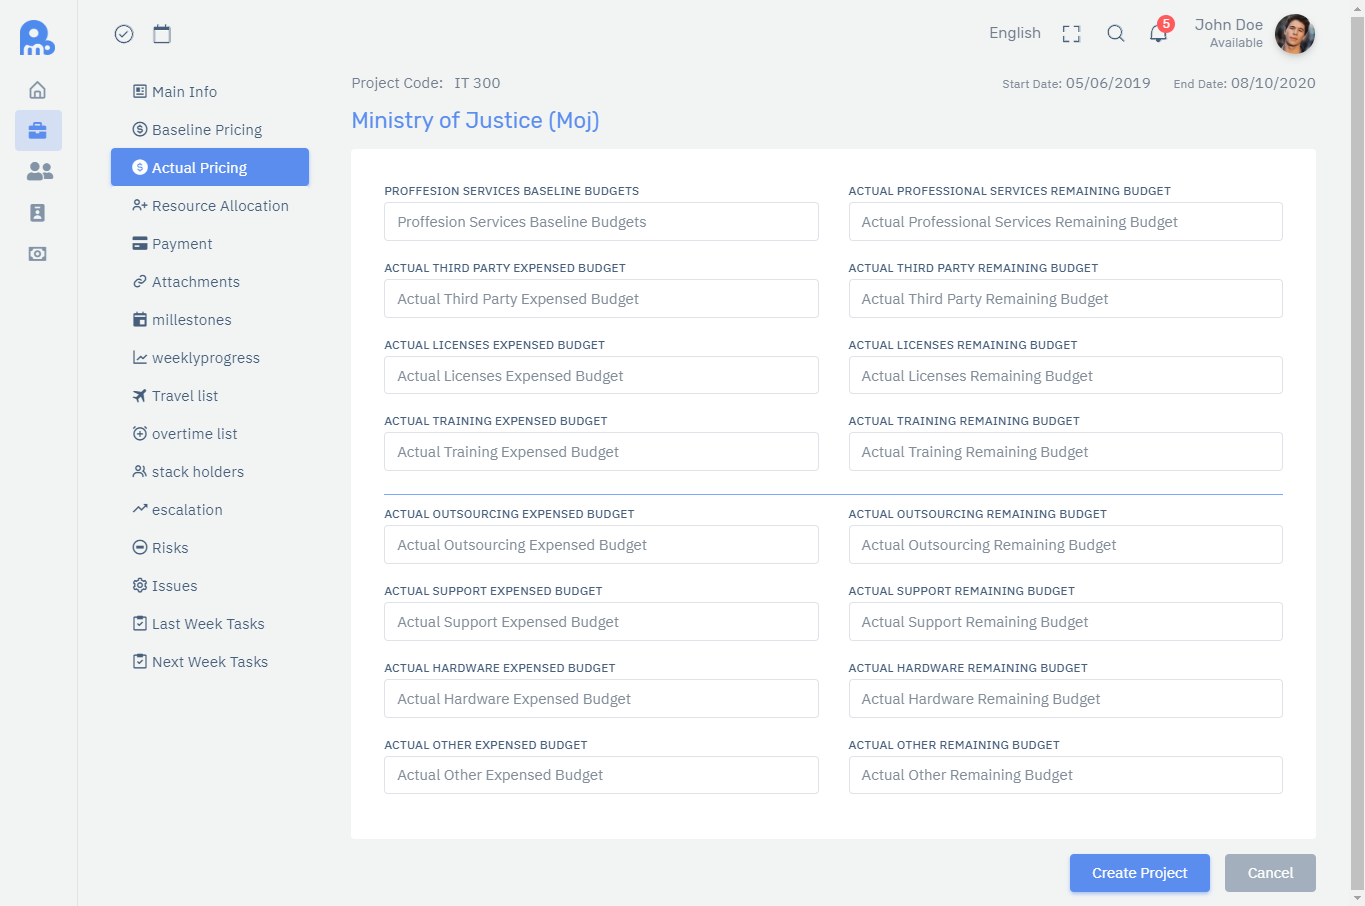 English
5
John Doe
Available
Main Info
Baseline Pricing
Actual Pricing
Resource Allocation
Payment
Attachments
millestones
weeklyprogress
Travel list
overtime list
stack holders
escalation
Risks
Issues
Last Week Tasks
Next Week Tasks
Project Code: IT 300
Start Date: 05/06/2019 End Date: 08/10/2020
Ministry of Justice (Moj)
PROFFESION SERVICES BASELINE BUDGETS
Proffesion Services Baseline Budgets
ACTUAL PROFESSIONAL SERVICES REMAINING BUDGET
Actual Professional Services Remaining Budget
ACTUAL THIRD PARTY EXPENSED BUDGET
Actual Third Party Expensed Budget
ACTUAL THIRD PARTY REMAINING BUDGET
Actual Third Party Remaining Budget
ACTUAL LICENSES EXPENSED BUDGET
Actual Licenses Expensed Budget
ACTUAL LICENSES REMAINING BUDGET
Actual Licenses Remaining Budget
ACTUAL TRAINING EXPENSED BUDGET
Actual Training Expensed Budget
ACTUAL TRAINING REMAINING BUDGET
Actual Training Remaining Budget
ACTUAL OUTSOURCING EXPENSED BUDGET
Actual Outsourcing Expensed Budget
ACTUAL OUTSOURCING REMAINING BUDGET
Actual Outsourcing Remaining Budget
ACTUAL SUPPORT EXPENSED BUDGET
Actual Support Expensed Budget
ACTUAL SUPPORT REMAINING BUDGET
Actual Support Remaining Budget
ACTUAL HARDWARE EXPENSED BUDGET
Actual Hardware Expensed Budget
ACTUAL HARDWARE REMAINING BUDGET
Actual Hardware Remaining Budget
ACTUAL OTHER EXPENSED BUDGET
Actual Other Expensed Budget
ACTUAL OTHER REMAINING BUDGET
Actual Other Remaining Budget
Create Project
Cancel